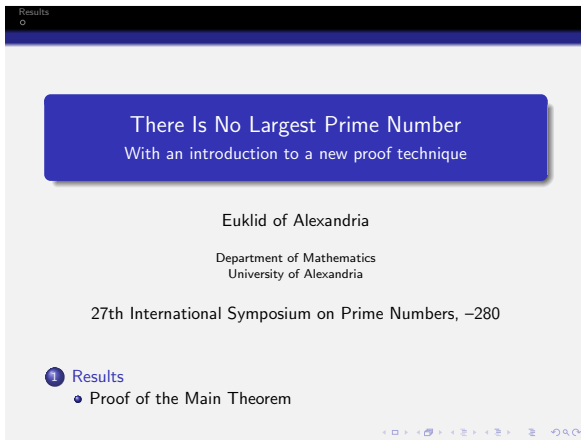 Results
There Is No Largest Prime Number
With an introduction to a new proof technique
Euklid of Alexandria
Department of Mathematics
University of Alexandria
27th International Symposium on Prime Numbers, –280
1 Results
Proof of the Main Theorem